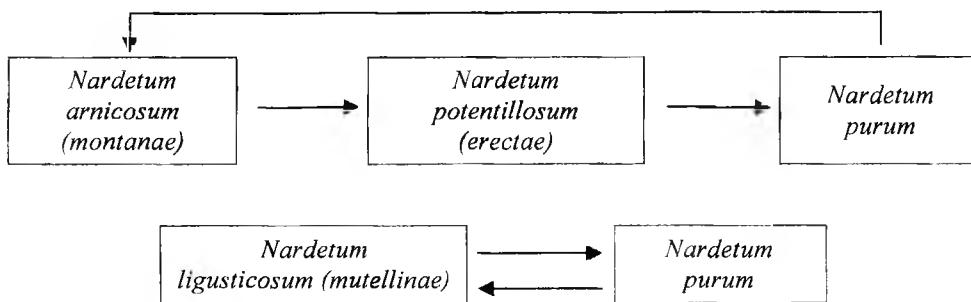 Nardetum
arnicosum
(montanae)
Nardetum
potentillosum
(erectae)
Nardetum
purum
Nardetum
ligusticosum (mutellinae)
Nardetum
purum